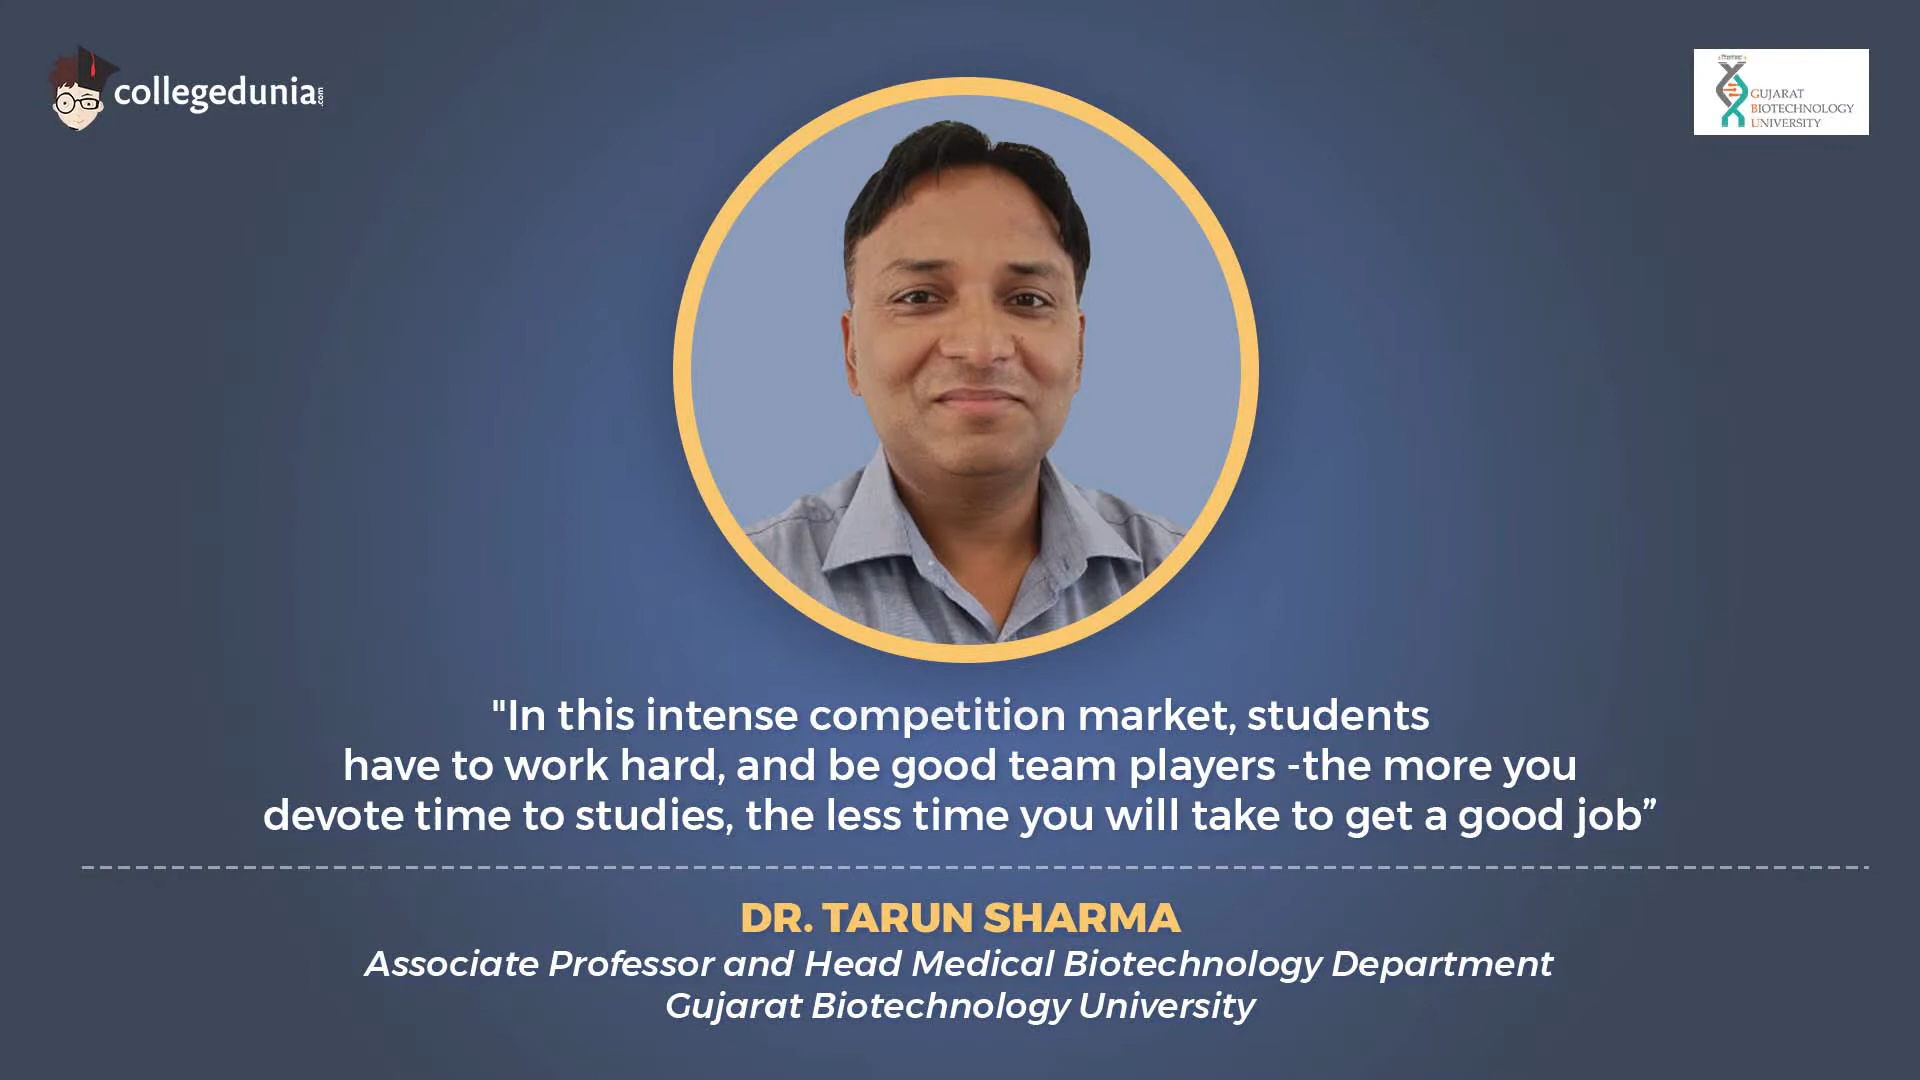 collegedunia.com
GUJARAT
BIOTECHNOLOGY
UNIVERSITY
"In this intense competition market, students
have to work hard, and be good team players -the more you
devote time to studies, the less time you will take to get a good job”
DR. TARUN SHARMA
Associate Professor and Head Medical Biotechnology Department
Gujarat Biotechnology University